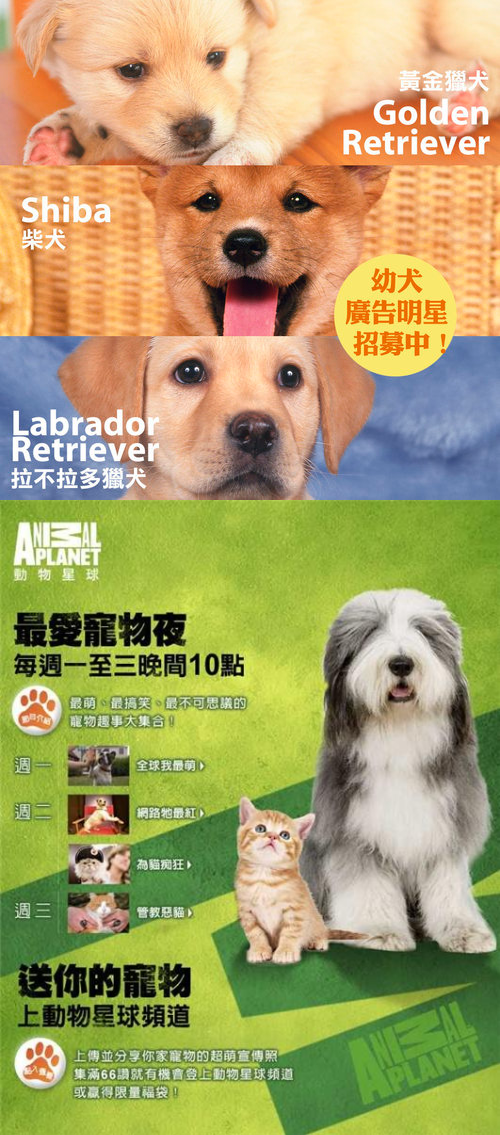 黃金獵犬
Golden
Retriever
Shiba
柴犬
幼犬
廣告明星
招募中！
Labrador
Retriever
拉不拉多獵犬
ANIMAL
PLANET
動物星球
最愛寵物夜
每週一至三晚間10點
最萌、最搞笑、最不可思議的
寵物趣事大集合！
週一
全球我最萌
週二
網路牠最紅
為貓痴狂
週三
管教惡貓
送你的寵物
上動物星球頻道
上傳並分享你家寵物的超萌宣傳照
集滿66讚就有機會登上動物星球頻道
或贏得限量福袋！
ANIMAL
PLANET